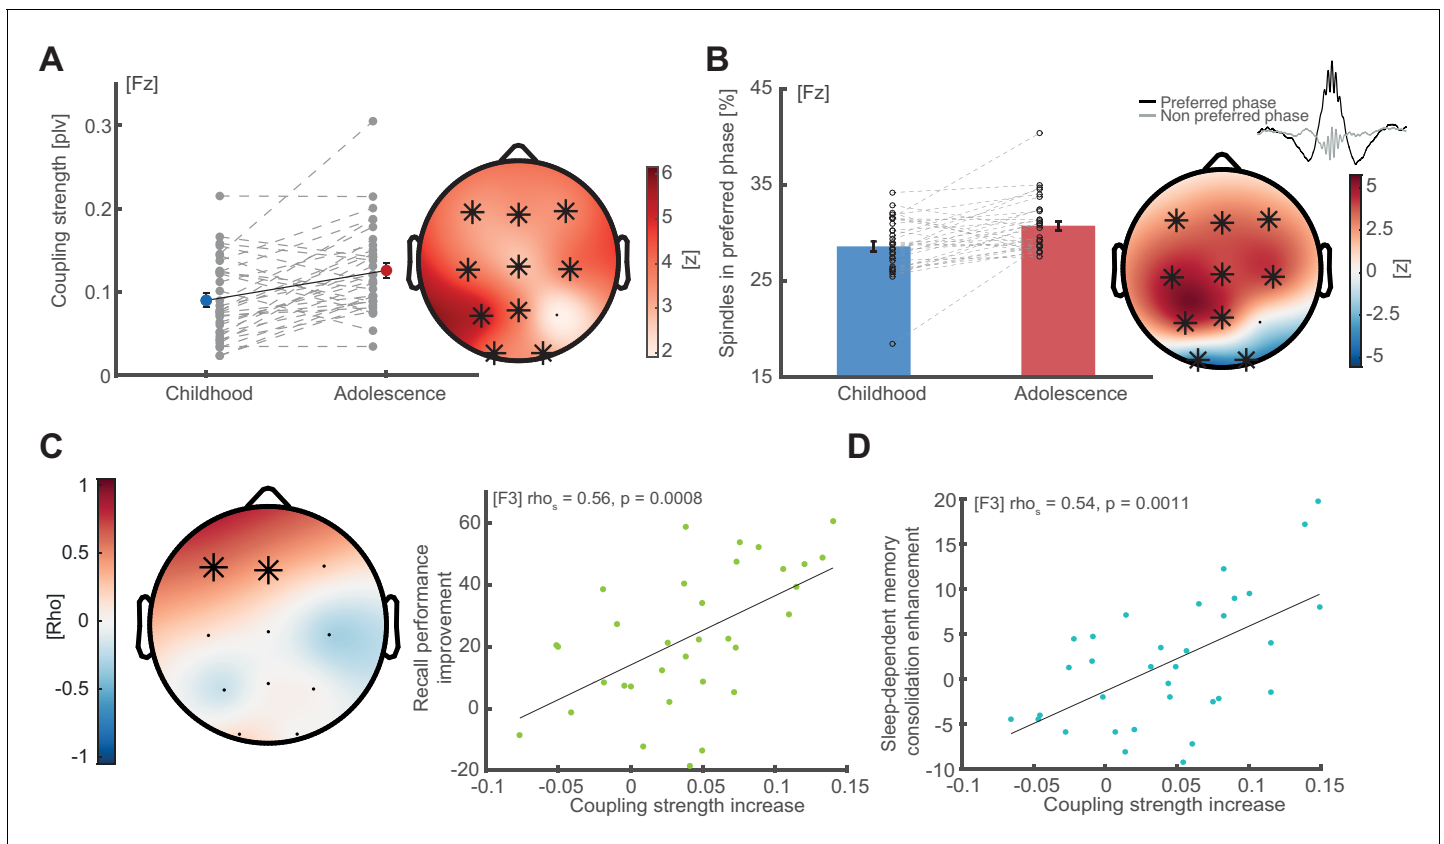 A
[Fz]
Coupling strength [plv]
0.3
0.2
0.1
0
Childhood
Adolescence
6
5
4
3
2
[z]
B
[Fz]
Spindles in preferred phase [%]
45
35
25
15
Childhood
Adolescence
Preferred phase
Non preferred phase
5
2.5
0
-2.5
-5
[z]
C
[Rho]
1
0.5
0
-0.5
-1
[F3] rhos = 0.56, p = 0.0008
Recall performance
improvement
60
40
20
0
-20
-0.1
-0.05
0
0.05
0.1
0.15
Coupling strength increase
D
[F3] rhos = 0.54, p = 0.0011
Sleep-dependent memory
consolidation enhancement
20
15
10
5
0
-5
-10
-0.1
-0.05
0
0.05
0.1
0.15
Coupling strength increase